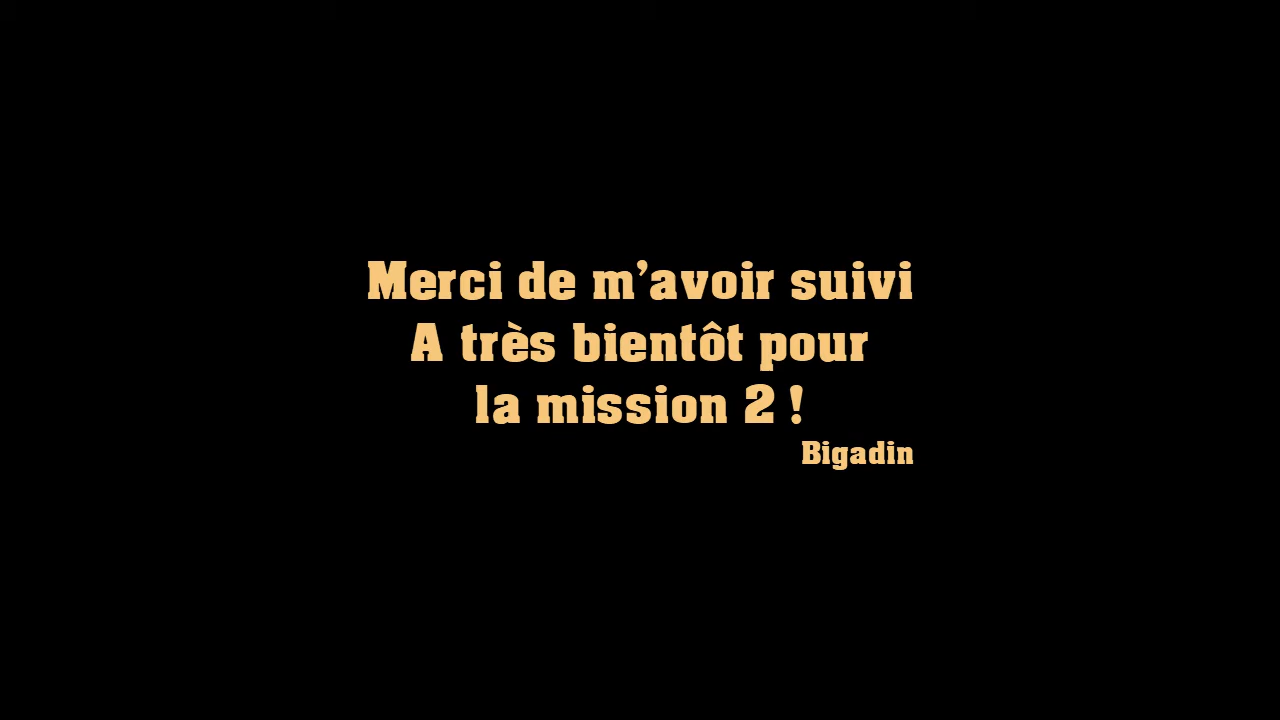 Merci de m’avoir suivi
A très bientôt pour
la mission 2 !
Bigadin